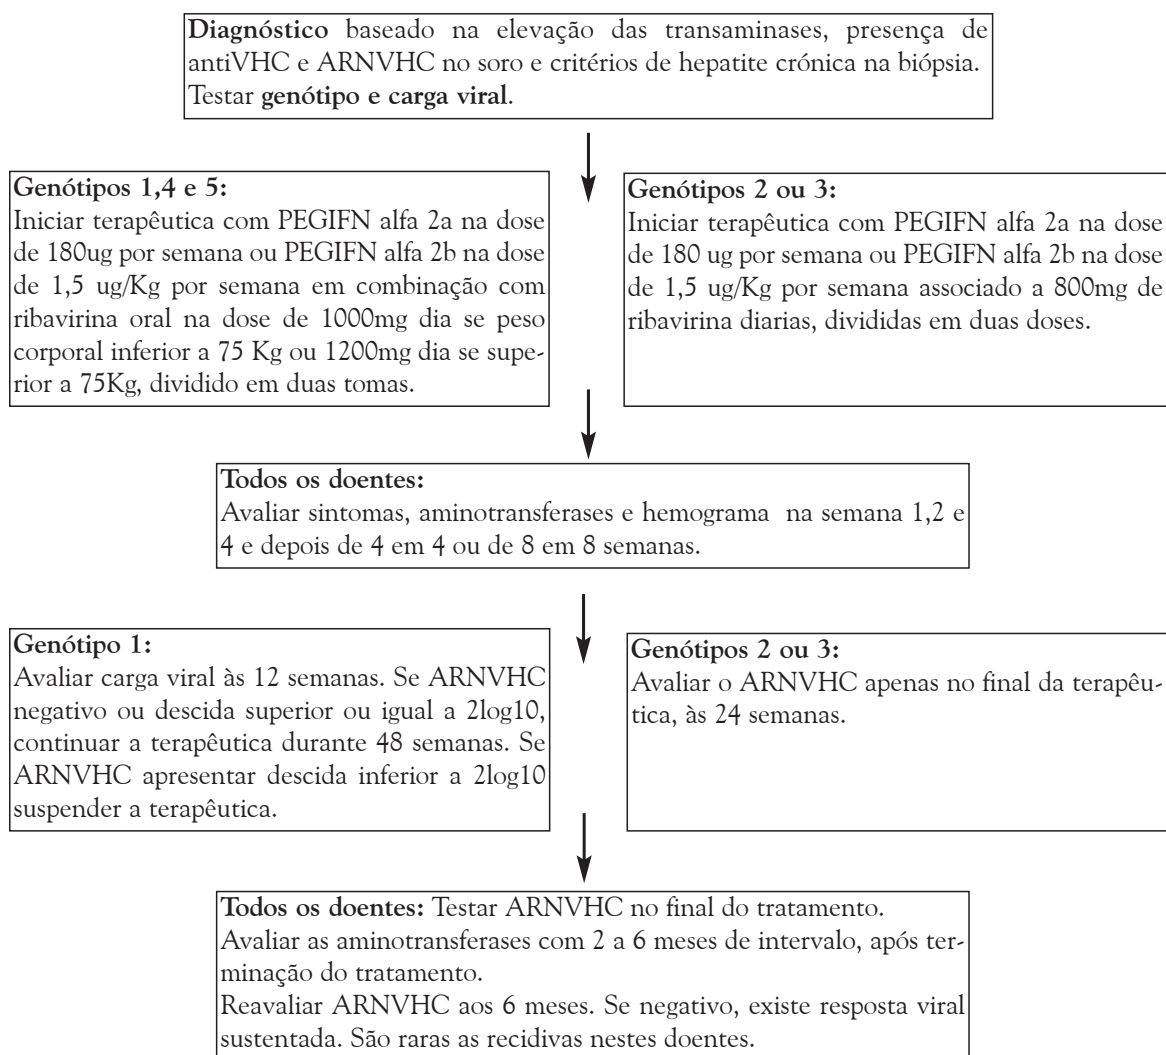 Diagnóstico baseado na elevação das transaminases, presença de
antiVHC e ARNVHC no soro e critérios de hepatite crónica na biópsia.
Testar genótipo e carga viral.
Genótipos 1,4 e 5:
Iniciar terapêutica com PEGIFN alfa 2a na dose
de 180ug por semana ou PEGIFN alfa 2b na dose
de 1,5 ug/Kg por semana em combinação com
ribavirina oral na dose de 1000mg dia se peso
corporal inferior a 75 Kg ou 1200mg dia se supe-
rior a 75Kg, dividido em duas tomas.
Genótipos 2 ou 3:
Iniciar terapêutica com PEGIFN alfa 2a na dose
de 180 ug por semana ou PEGIFN alfa 2b na dose
de 1,5 ug/Kg por semana associado a 800mg de
ribavirina diarias, divididas em duas doses.
Todos os doentes:
Avaliar sintomas, aminotransferases e hemograma na semana 1,2 e
4 e depois de 4 em 4 ou de 8 em 8 semanas.
Genótipo 1:
Avaliar carga viral às 12 semanas. Se ARNVHC
negativo ou descida superior ou igual a 2log10,
continuar a terapêutica durante 48 semanas. Se
ARNVHC apresentar descida inferior a 2log10
suspender a terapêutica.
Genótipos 2 ou 3:
Avaliar o ARNVHC apenas no final da terapêu-
tica, às 24 semanas.
Todos os doentes: Testar ARNVHC no final do tratamento.
Avaliar as aminotransferases com 2 a 6 meses de intervalo, após ter-
minação do tratamento.
Reavaliar ARNVHC aos 6 meses. Se negativo, existe resposta viral
sustentada. São raras as recidivas nestes doentes.